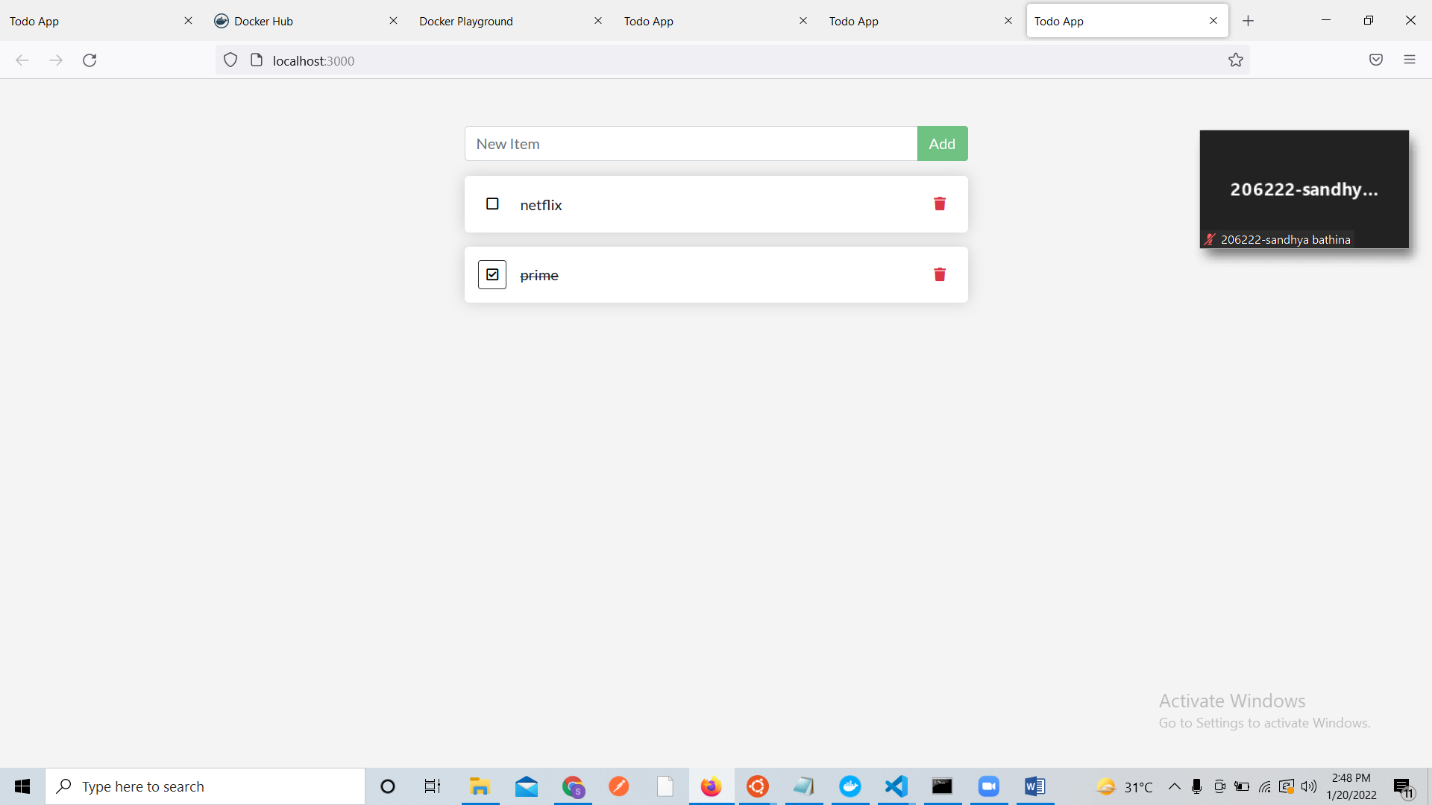 Todo App
Docker Hub
Docker Playground
Todo App
Todo App
Todo App
localhost:3000
New Item
Add
netflix
prime
206222-sandhy...
206222-sandhya bathina
Activate Windows
Go to Settings to activate Windows.
Type here to search
S
31°C
2:48 PM
1/20/2022
11